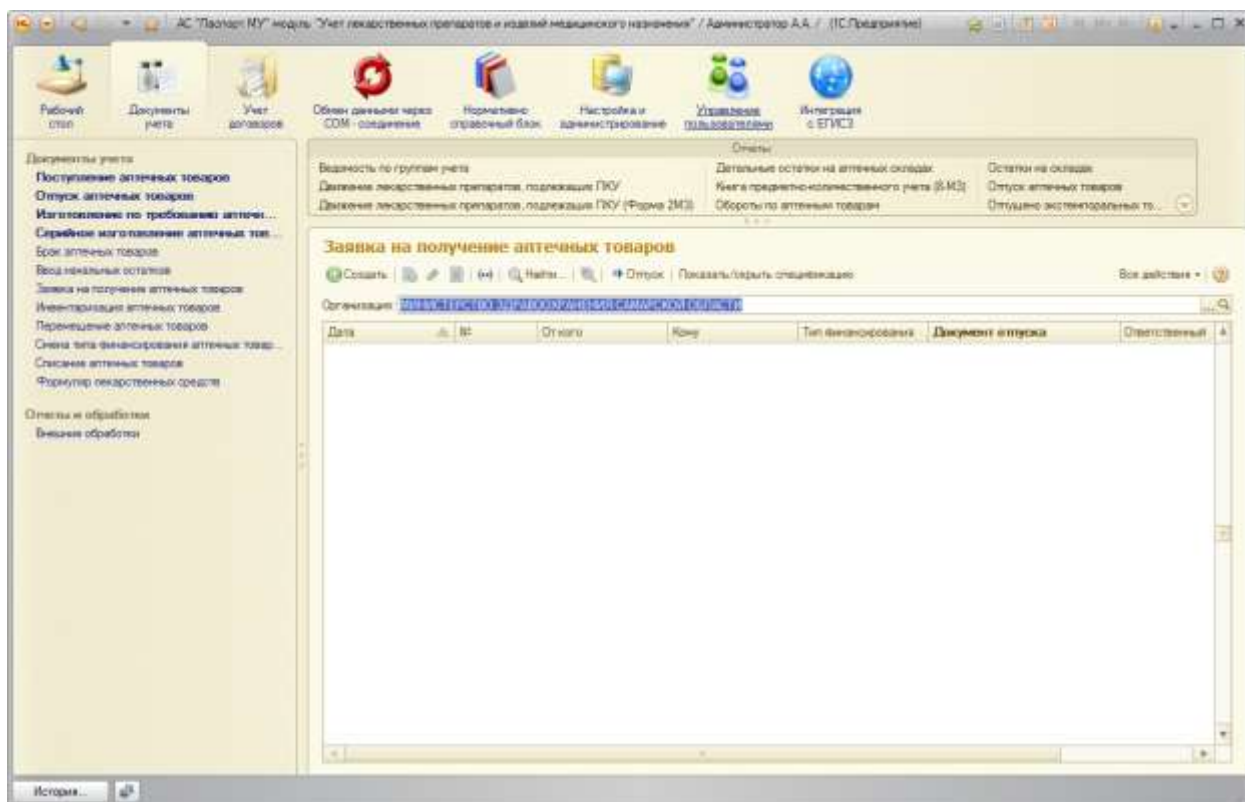 АС "Паспорт МУ" модуль "Учет лекарственных препаратов и изделий медицинского назначения" / Администратор А.А. / (1С:Предприятие)
Рабочий стол
Документы учета
Учет договоров
Обмен данными через COM - соединение
Нормативно справочный блок
Настройка и администрирование
Управление пользователями
Интеграция с ЕГИСЗ
Документы учета
Поступление аптечных товаров
Отпуск аптечных товаров
Изготовление по требованию аптечн...
Серийное изготовление аптечных тов...
Брак аптечных товаров
Ввод начальных остатков
Заявка на получение аптечных товаров
Инвентаризация аптечных товаров
Перемещение аптечных товаров
Смена типа финансирования аптечных товар...
Списание аптечных товаров
Формуляр лекарственных средств
Отчеты и обработки
Внешние обработки
Отчеты
Ведомость по группам учета
Детальные остатки на аптечных складах
Остатки на складах
Движение лекарственных препаратов, подлежащих ПКУ
Книга предметно-количественного учета (8-МЗ)
Отпуск аптечных товаров
Движение лекарственных препаратов, подлежащих ПКУ (Форма 2МЗ)
Обороты по аптечным товарам
Отпущено экстемпоральных то...
Заявка на получение аптечных товаров
Создать
Найти...
Отпуск
Показать/скрыть спецификацию
Все действия
Организация: МИНИСТЕРСТВО ЗДРАВООХРАНЕНИЯ САМАРСКОЙ ОБЛАСТИ
Дата
№
От кого
Кому
Тип финансирования
Документ отпуска
Ответственный
История...